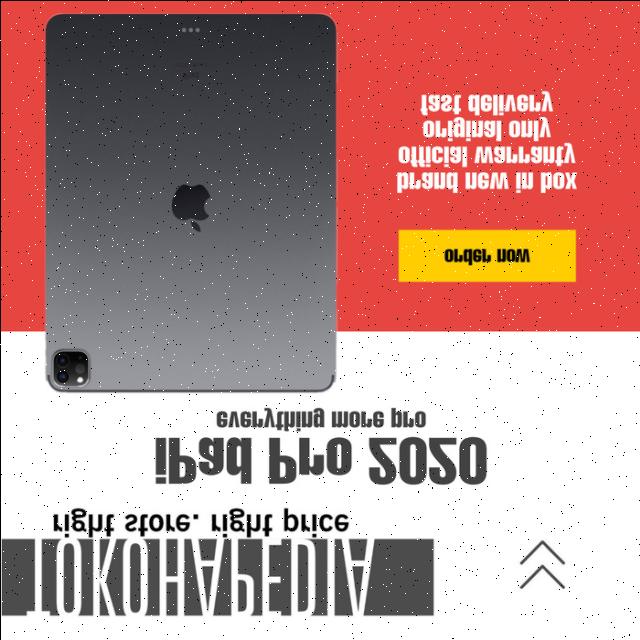 TOKOHAPEDIA
right store. right price
iPad Pro 2020
everything more pro
order now
brand new in box
official warranty
original only
fast delivery